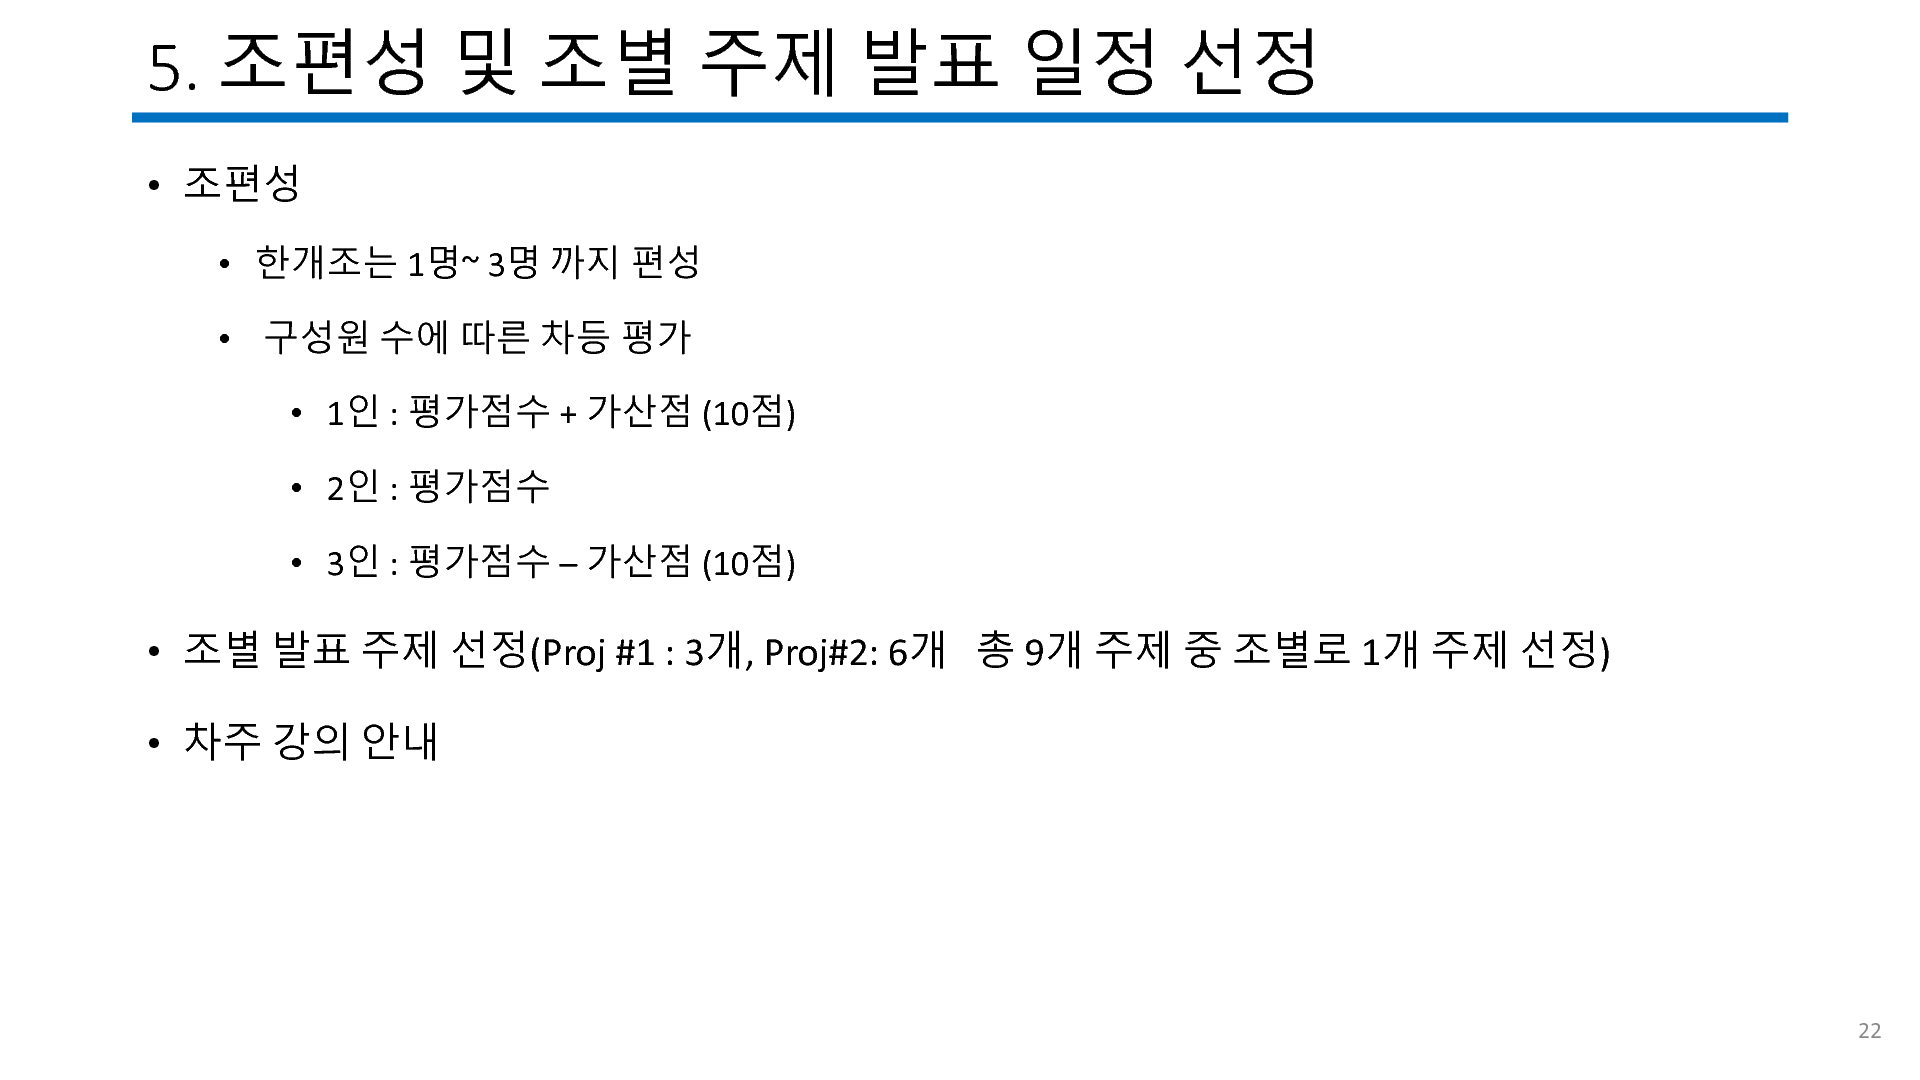 5. 조편성 및 조별 주제 발표 일정 선정
• 조편성
• 한개조는 1명~ 3명 까지 편성
• 구성원 수에 따른 차등 평가
• 1인 : 평가점수 + 가산점 (10점)
• 2인 : 평가점수
• 3인 : 평가점수 – 가산점 (10점)
• 조별 발표 주제 선정(Proj #1 : 3개, Proj#2: 6개 총 9개 주제 중 조별로 1개 주제 선정)
• 차주 강의 안내
22